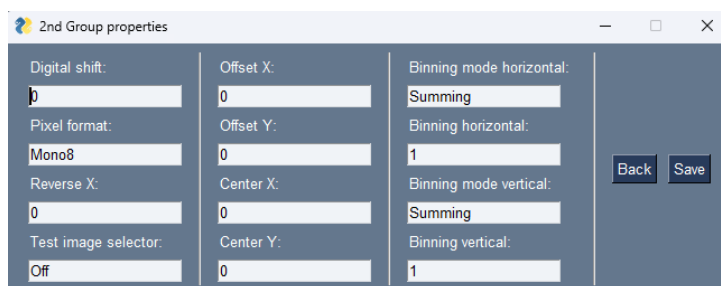 2nd Group properties
Digital shift:
0
Pixel format:
Mono8
Reverse X:
0
Test image selector:
Off
Offset X:
0
Offset Y:
0
Center X:
0
Center Y:
0
Binning mode horizontal:
Summing
Binning horizontal:
1
Binning mode vertical:
Summing
Binning vertical:
1
Back
Save